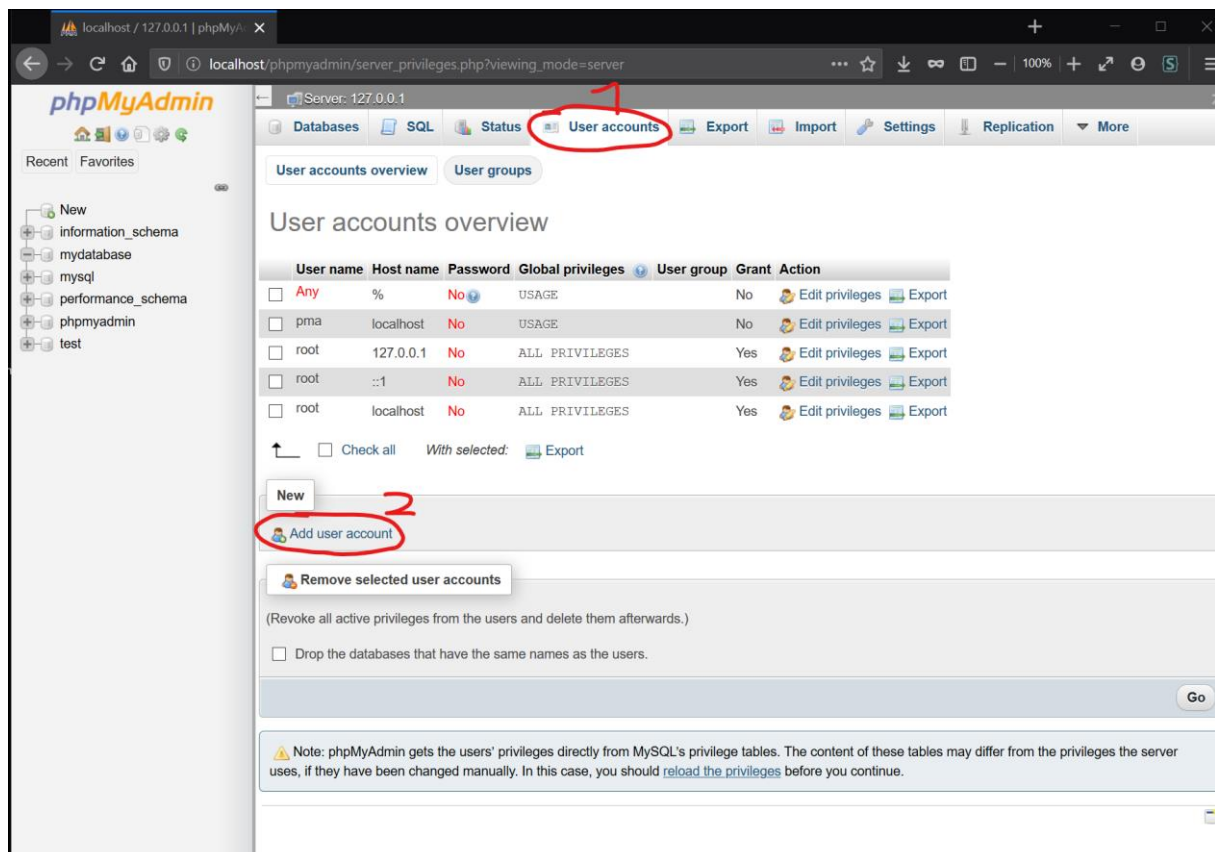 localhost / 127.0.0.1 | phpMyA
localhost/phpmyadmin/server_privileges.php?viewing_mode=server
100%
phpMyAdmin
Recent Favorites
New
information_schema
mydatabase
mysql
performance_schema
phpmyadmin
test
Server: 127.0.0.1
1
Databases SQL Status User accounts Export Import Settings Replication More
User accounts overview User groups
User accounts overview
User name Host name Password Global privileges User group Grant Action
Any % No USAGE No Edit privileges Export
pma localhost No USAGE No Edit privileges Export
root 127.0.0.1 No ALL PRIVILEGES Yes Edit privileges Export
root ::1 No ALL PRIVILEGES Yes Edit privileges Export
root localhost No ALL PRIVILEGES Yes Edit privileges Export
Check all With selected: Export
New
2
Add user account
Remove selected user accounts
(Revoke all active privileges from the users and delete them afterwards.)
Drop the databases that have the same names as the users.
Go
Note: phpMyAdmin gets the users' privileges directly from MySQL's privilege tables. The content of these tables may differ from the privileges the server
uses, if they have been changed manually. In this case, you should reload the privileges before you continue.